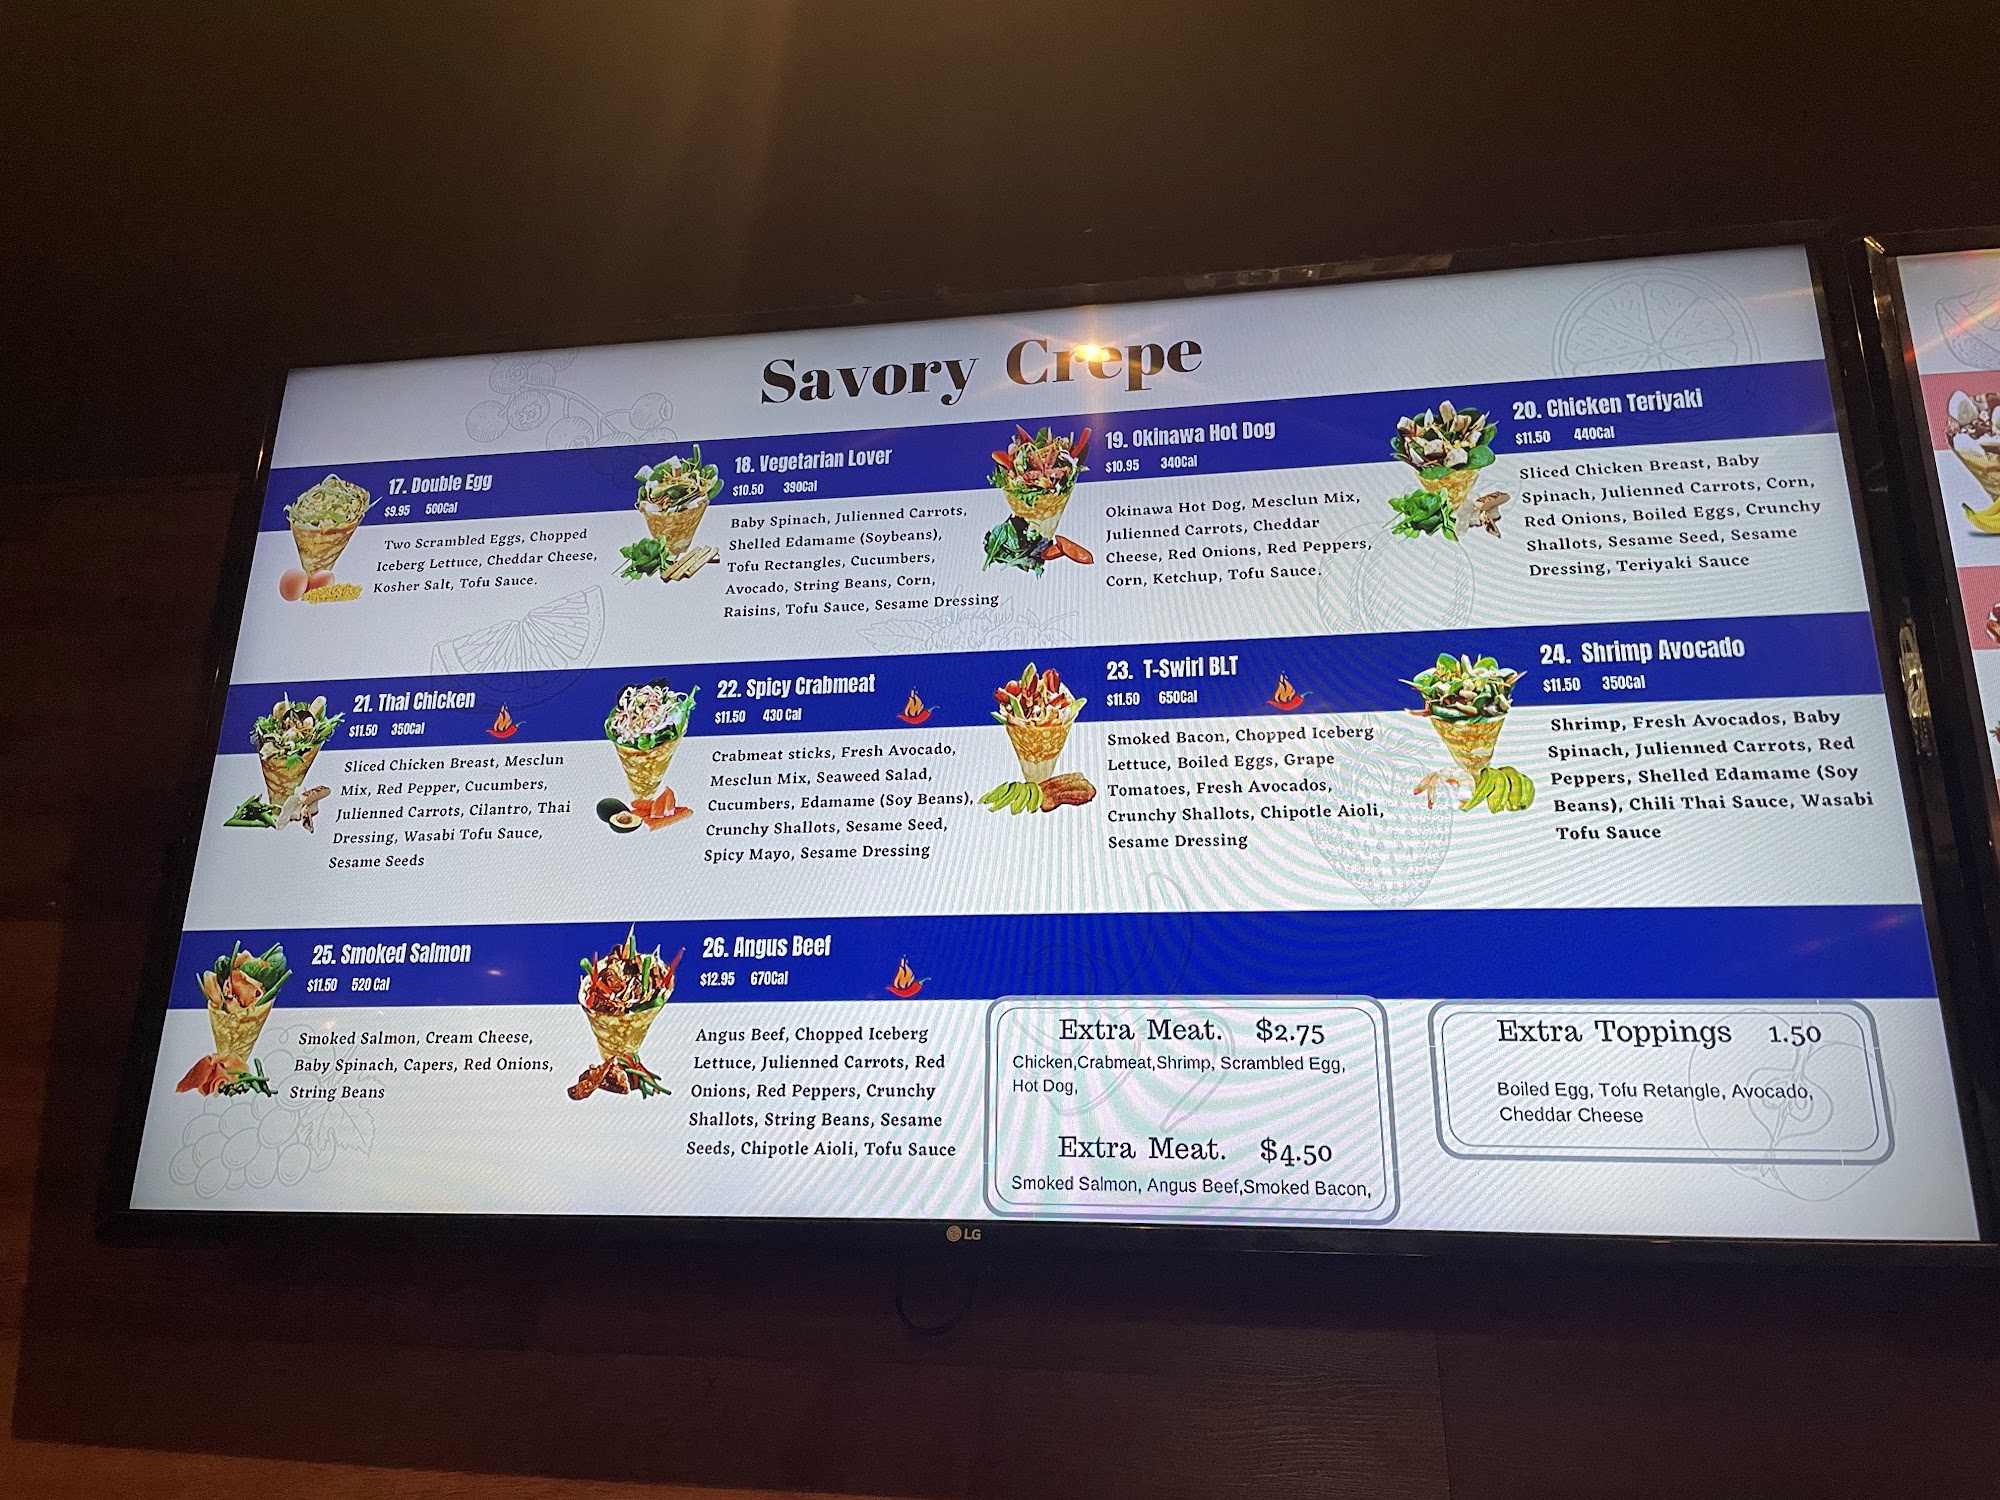 Savory Crepe
17. Double Egg
$9.95 500Cal
Two Scrambled Eggs, Chopped
Iceberg Lettuce, Cheddar Cheese,
Kosher Salt, Tofu Sauce.
18. Vegetarian Lover
$10.50 390Cal
Baby Spinach, Julienned Carrots,
Shelled Edamame (Soybeans),
Tofu Rectangles, Cucumbers,
Avocado, String Beans, Corn,
Raisins, Tofu Sauce, Sesame Dressing
19. Okinawa Hot Dog
$10.95 340Cal
Okinawa Hot Dog, Mesclun Mix,
Julienned Carrots, Cheddar
Cheese, Red Onions, Red Peppers,
Corn, Ketchup, Tofu Sauce.
20. Chicken Teriyaki
$11.50 440Cal
Sliced Chicken Breast, Baby
Spinach, Julienned Carrots, Corn,
Red Onions, Boiled Eggs, Crunchy
Shallots, Sesame Seed, Sesame
Dressing, Teriyaki Sauce
21. Thai Chicken
$11.50 350Cal
Sliced Chicken Breast, Mesclun
Mix, Red Pepper, Cucumbers,
Julienned Carrots, Cilantro, Thai
Dressing, Wasabi Tofu Sauce,
Sesame Seeds
22. Spicy Crabmeat
$11.50 430 Cal
Crabmeat sticks, Fresh Avocado,
Mesclun Mix, Seaweed Salad,
Cucumbers, Edamame (Soy Beans),
Crunchy Shallots, Sesame Seed,
Spicy Mayo, Sesame Dressing
23. T-Swirl BLT
$11.50 650Cal
Smoked Bacon, Chopped Iceberg
Lettuce, Boiled Eggs, Grape
Tomatoes, Fresh Avocados,
Crunchy Shallots, Chipotle Aioli,
Sesame Dressing
24. Shrimp Avocado
$11.50 350Cal
Shrimp, Fresh Avocados, Baby
Spinach, Julienned Carrots, Red
Peppers, Shelled Edamame (Soy
Beans), Chili Thai Sauce, Wasabi
Tofu Sauce
25. Smoked Salmon
$11.50 520 Cal
Smoked Salmon, Cream Cheese,
Baby Spinach, Capers, Red Onions,
String Beans
26. Angus Beef
$12.95 670Cal
Angus Beef, Chopped Iceberg
Lettuce, Julienned Carrots, Red
Onions, Red Peppers, Crunchy
Shallots, String Beans, Sesame
Seeds, Chipotle Aioli, Tofu Sauce
Extra Meat. $2.75
Chicken,Crabmeat,Shrimp, Scrambled Egg,
Hot Dog,
Extra Meat. $4.50
Smoked Salmon, Angus Beef,Smoked Bacon,
Extra Toppings 1.50
Boiled Egg, Tofu Retangle, Avocado,
Cheddar Cheese
LG